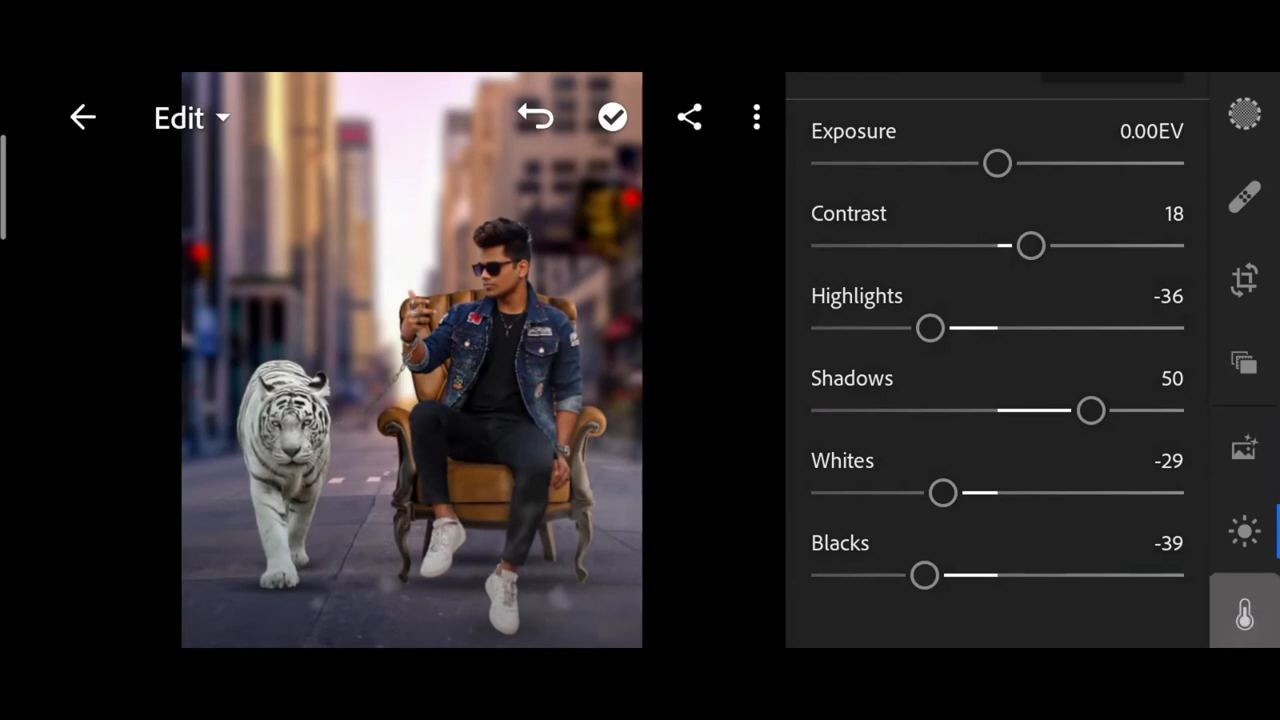 Edit
Exposure 0.00EV
Contrast 18
Highlights -36
Shadows 50
Whites -29
Blacks -39